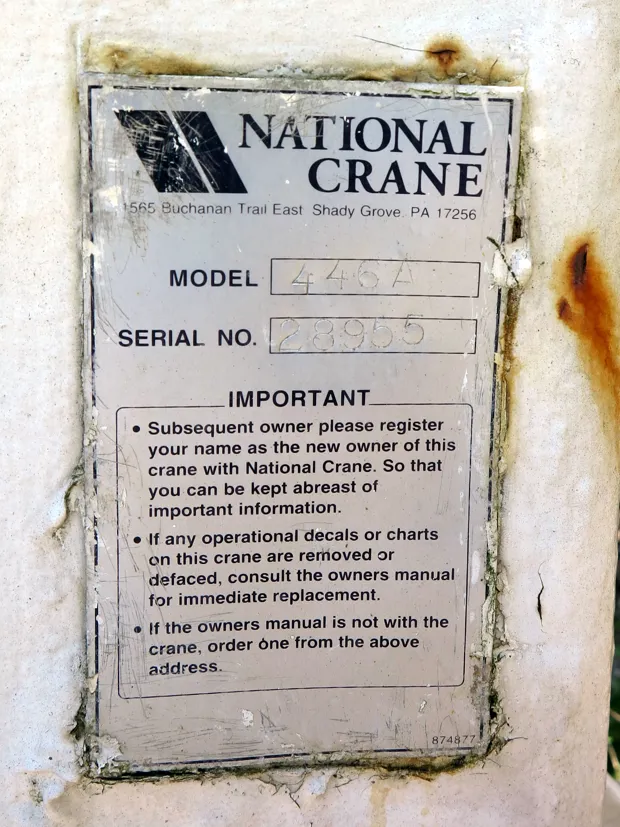 NATIONAL
CRANE
1565 Buchanan Trail East Shady Grove, PA 17256
MODEL 446A
SERIAL NO. 28955
IMPORTANT
• Subsequent owner please register
your name as the new owner of this
crane with National Crane. So that
you can be kept abreast of
important information.
• If any operational decals or charts
on this crane are removed or
defaced, consult the owners manual
for immediate replacement.
• If the owners manual is not with the
crane, order one from the above
address.
874877